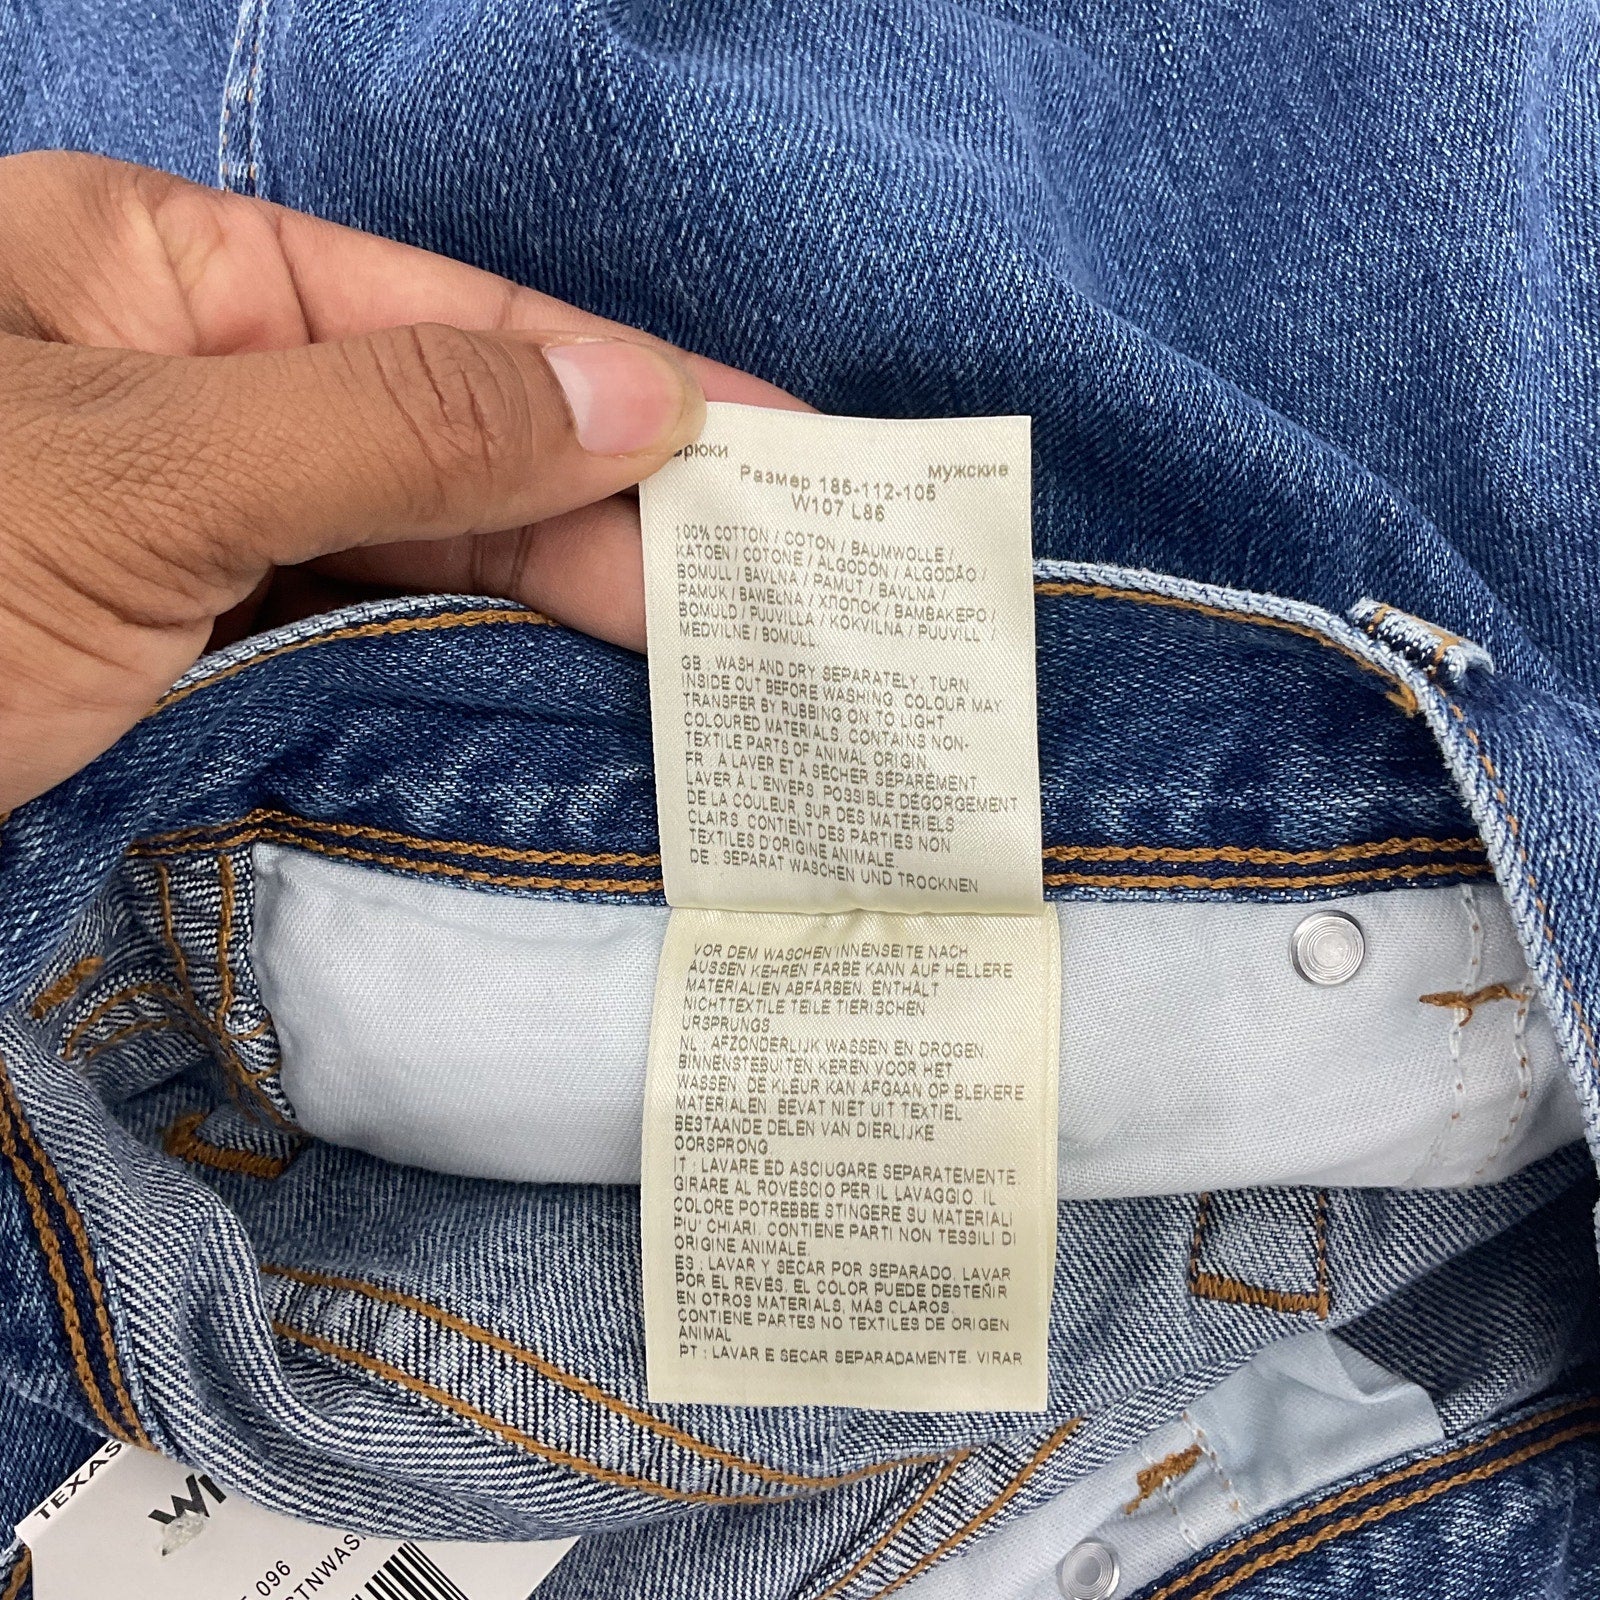 мужские
Размер 185-112-105
W107 L86
100% COTTON / COTON / BAUMWOLLE /
KATOEN / COTONE / ALGODÓN / ALGODÃO /
BOMULL / BAVLNA / PAMUT / BAVLNA /
PAMUK / BAWEŁNA / ХЛОПОК / BAMBAKEPO /
BOMULD / PUUVILLA / KOKVILNA / PUUVILL /
MEDVILNE / BOMULL
GB : WASH AND DRY SEPARATELY. TURN
INSIDE OUT BEFORE WASHING. COLOUR MAY
TRANSFER BY RUBBING ON TO LIGHT
COLOURED MATERIALS. CONTAINS NON-
TEXTILE PARTS OF ANIMAL ORIGIN.
FR : A LAVER ET A SÉCHER SÉPARÉMENT.
LAVER À L'ENVERS. POSSIBLE DÉGORGEMENT
DE LA COULEUR, SUR DES MATÉRIELS
CLAIRS. CONTIENT DES PARTIES NON
TEXTILES D'ORIGINE ANIMALE.
DE : SEPARAT WASCHEN UND TROCKNEN
VOR DEM WASCHEN INNENSEITE NACH
AUSSEN KEHREN FARBE KANN AUF HELLERE
MATERIALIEN ABFÄRBEN. ENTHÄLT
NICHTTEXTILE TEILE TIERISCHEN
URSPRUNGS.
NL : AFZONDERLIJK WASSEN EN DROGEN.
BINNENSTEBUITEN KEREN VOOR HET
WASSEN. DE KLEUR KAN AFGAAN OP BLEKERE
MATERIALEN. BEVAT NIET UIT TEXTIEL
BESTAANDE DELEN VAN DIERLIJKE
OORSPRONG.
IT : LAVARE ED ASCIUGARE SEPARATEMENTE.
GIRARE AL ROVESCIO PER IL LAVAGGIO. IL
COLORE POTREBBE STINGERE SU MATERIALI
PIU' CHIARI. CONTIENE PARTI NON TESSILI DI
ORIGINE ANIMALE.
ES : LAVAR Y SECAR POR SEPARADO. LAVAR
POR EL REVÉS. EL COLOR PUEDE DESTEÑIR
EN OTROS MATERIALS, MÁS CLAROS.
CONTIENE PARTES NO TEXTILES DE ORIGEN
ANIMAL
PT : LAVAR E SECAR SEPARADAMENTE. VIRAR
TEXAS
096